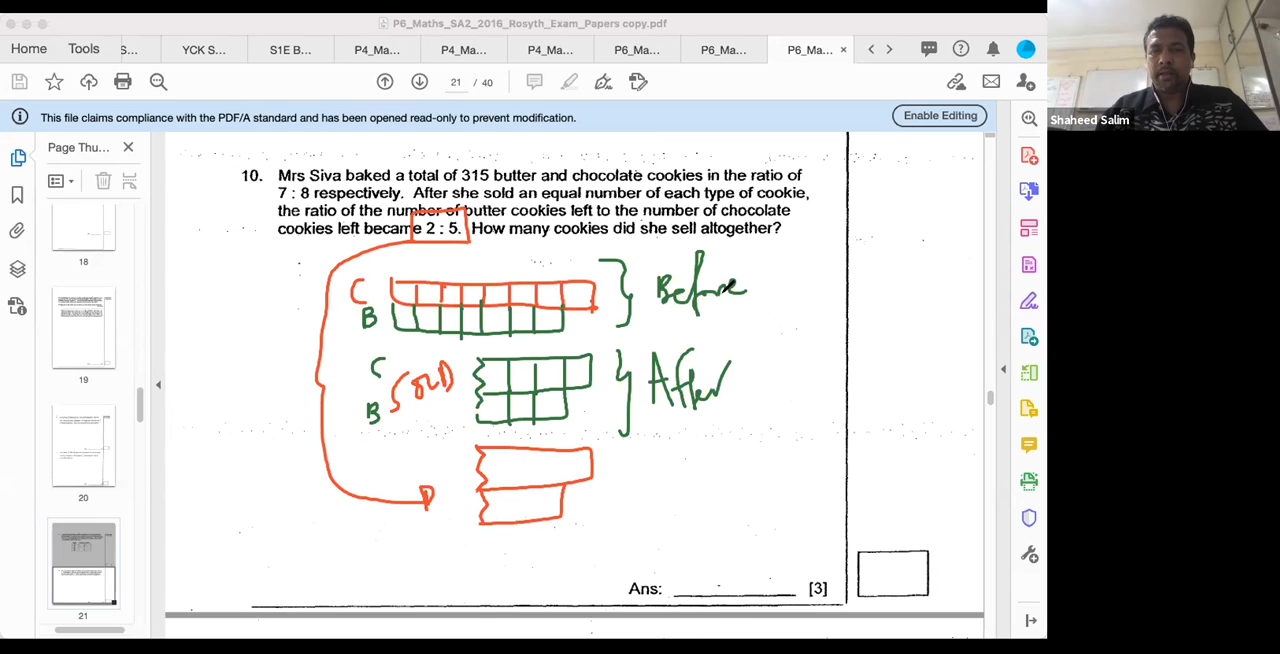 P6_Maths_SA2_2016_Rosyth_Exam_Papers copy.pdf
Home Tools S... YCK S... S1E B... P4_Ma... P4_Ma... P4_Ma... P6_Ma... P6_Ma... P6_Ma... ×
21 / 40
This file claims compliance with the PDF/A standard and has been opened read-only to prevent modification.
Enable Editing
Shaheed Salim
Page Thu...
18
19
20
21
10. Mrs Siva baked a total of 315 butter and chocolate cookies in the ratio of
7 : 8 respectively. After she sold an equal number of each type of cookie,
the ratio of the number of butter cookies left to the number of chocolate
cookies left became 2 : 5. How many cookies did she sell altogether?
C
B
Before
C
SOLD
B
After
Ans: [3]